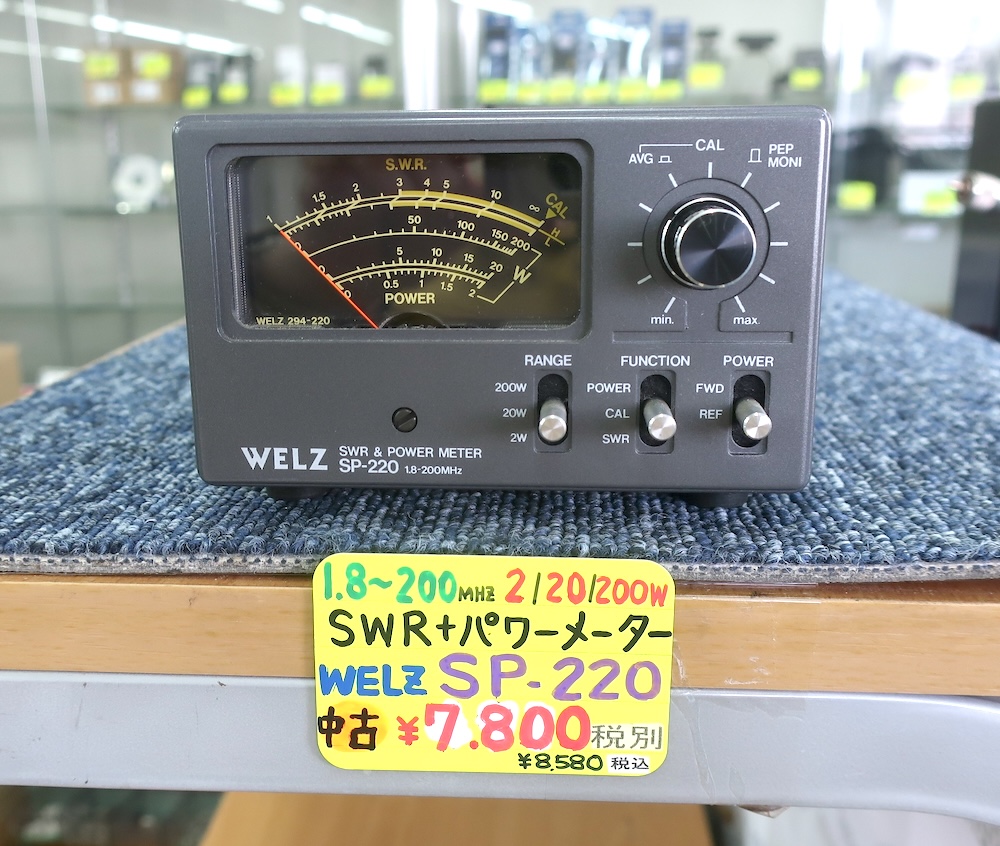 S.W.R.
1 1.5 2 3 4 5 10 ∞ CAL
H
L
0 50 100 150 200
W
0 5 10 15 20
0 0.5 1 1.5 2
POWER
WELZ 294-220
CAL
AVG PEP MONI
min. max.
RANGE FUNCTION POWER
200W POWER FWD
20W CAL REF
2W SWR
WELZ SWR & POWER METER
SP-220 1.8-200MHz
1.8~200MHZ 2/20/200W
SWR+パワーメーター
WELZ SP-220
中古 ¥7.800税別
¥8,580 税込